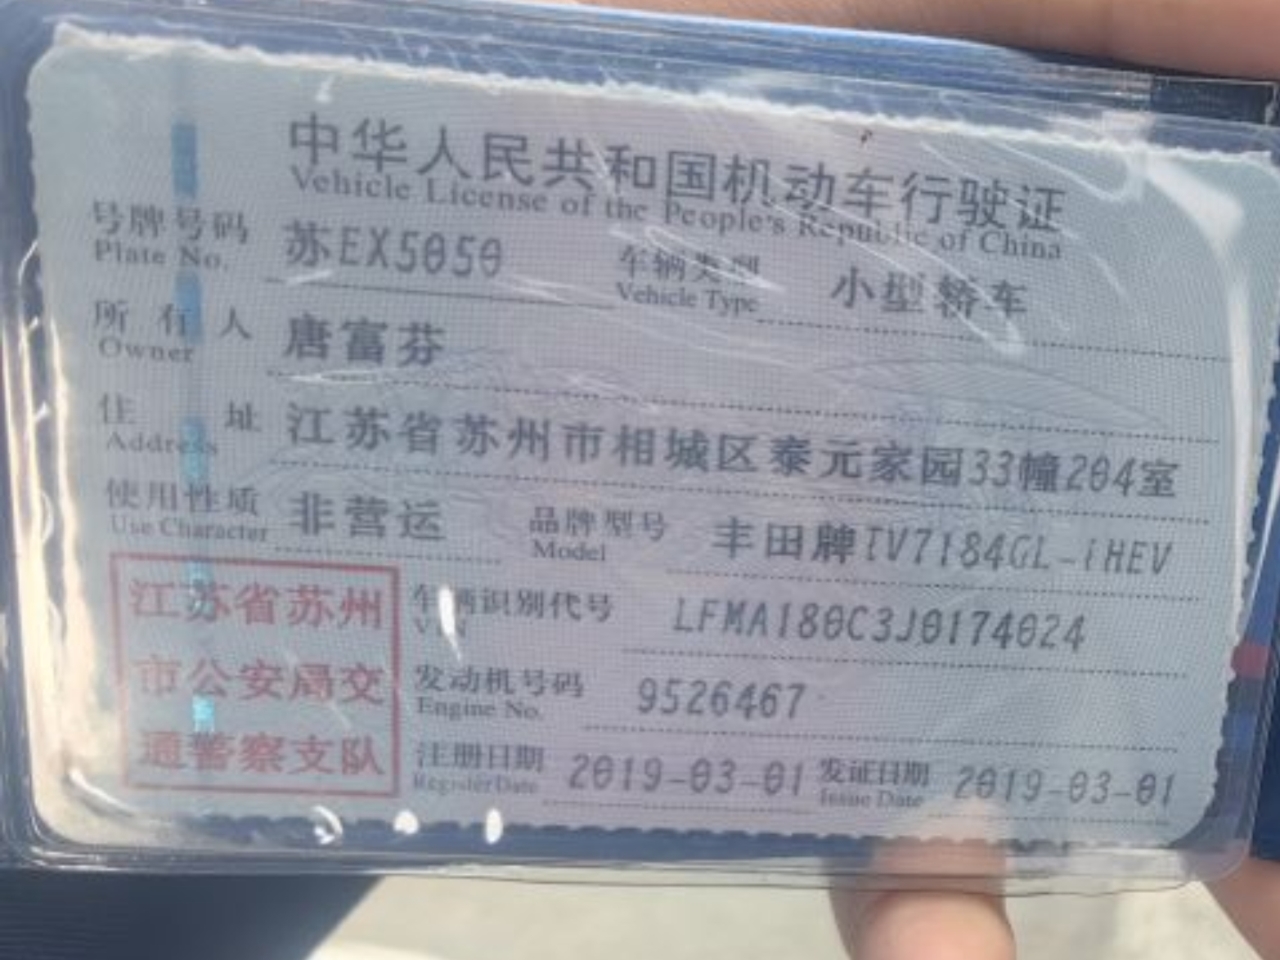 中华人民共和国机动车行驶证
Vehicle License of the People's Republic of China
号牌号码 苏EX5050 车辆类型 小型轿车
Plate No. Vehicle Type
所有人 唐富芬
Owner
住址 江苏省苏州市相城区泰元家园33幢204室
Address
使用性质 非营运 品牌型号 丰田牌TV7184GL-iHEV
Use Character Model
江苏省苏州
市公安局交
通警察支队
车辆识别代号 LFMA180C3J0174024
VIN
发动机号码 9526467
Engine No.
注册日期 2019-03-01 发证日期 2019-03-01
Register Date Issue Date